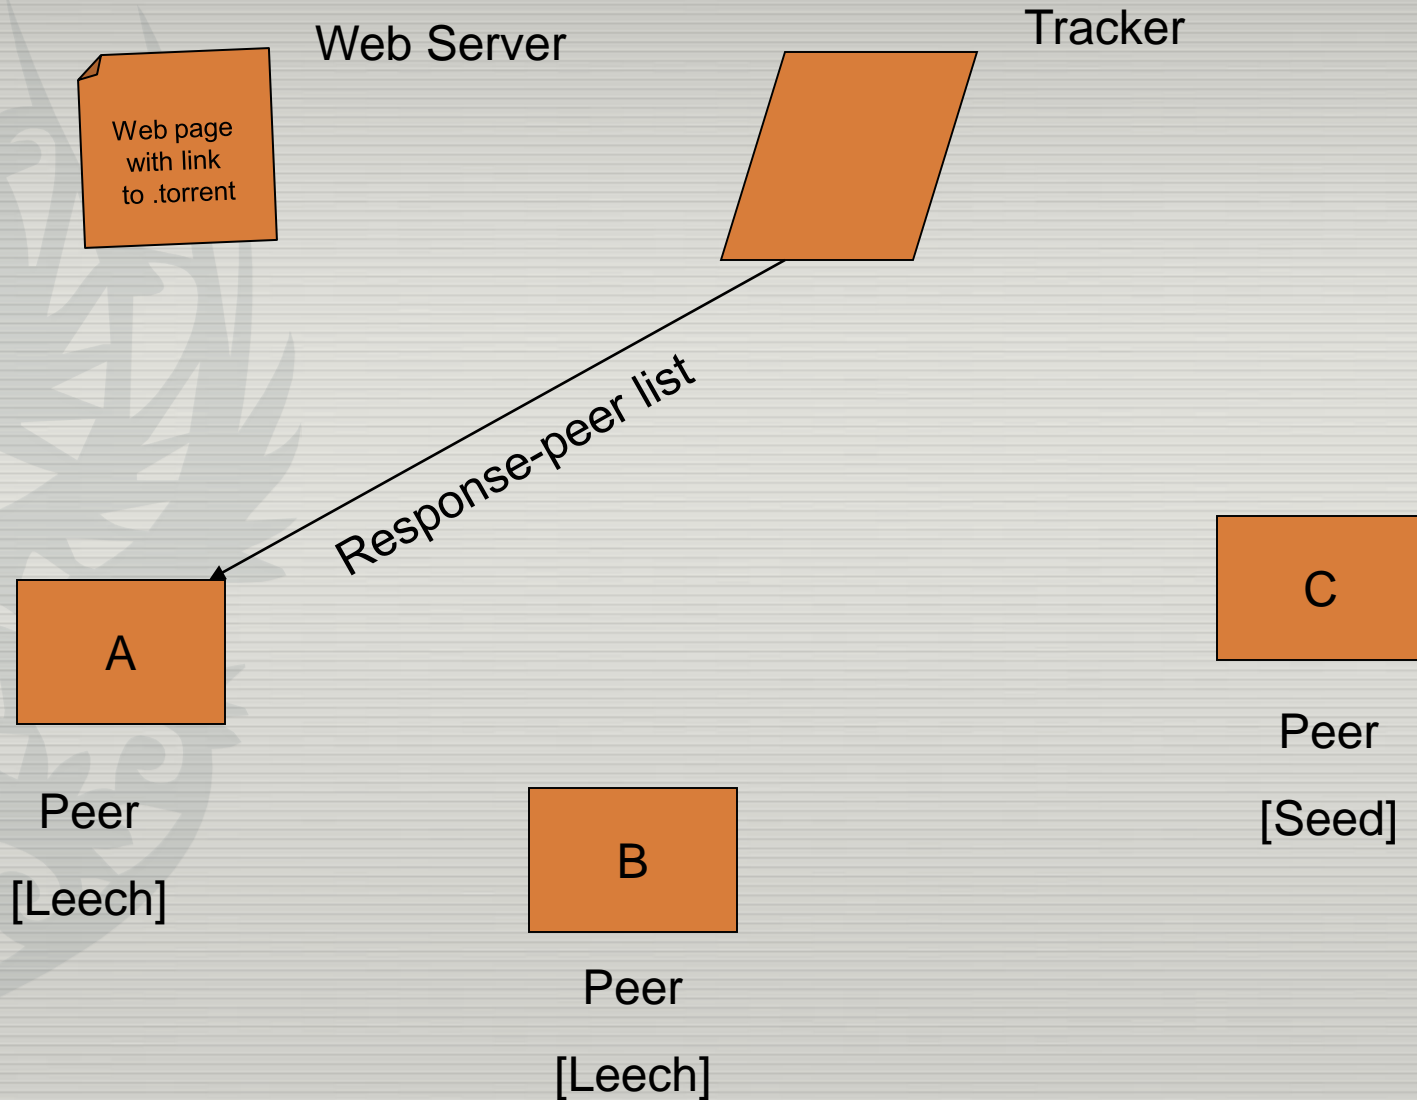 Web Server
Tracker
Web page
with link
to .torrent
Response-peer list
A
Peer
[Leech]
B
Peer
[Leech]
C
Peer
[Seed]